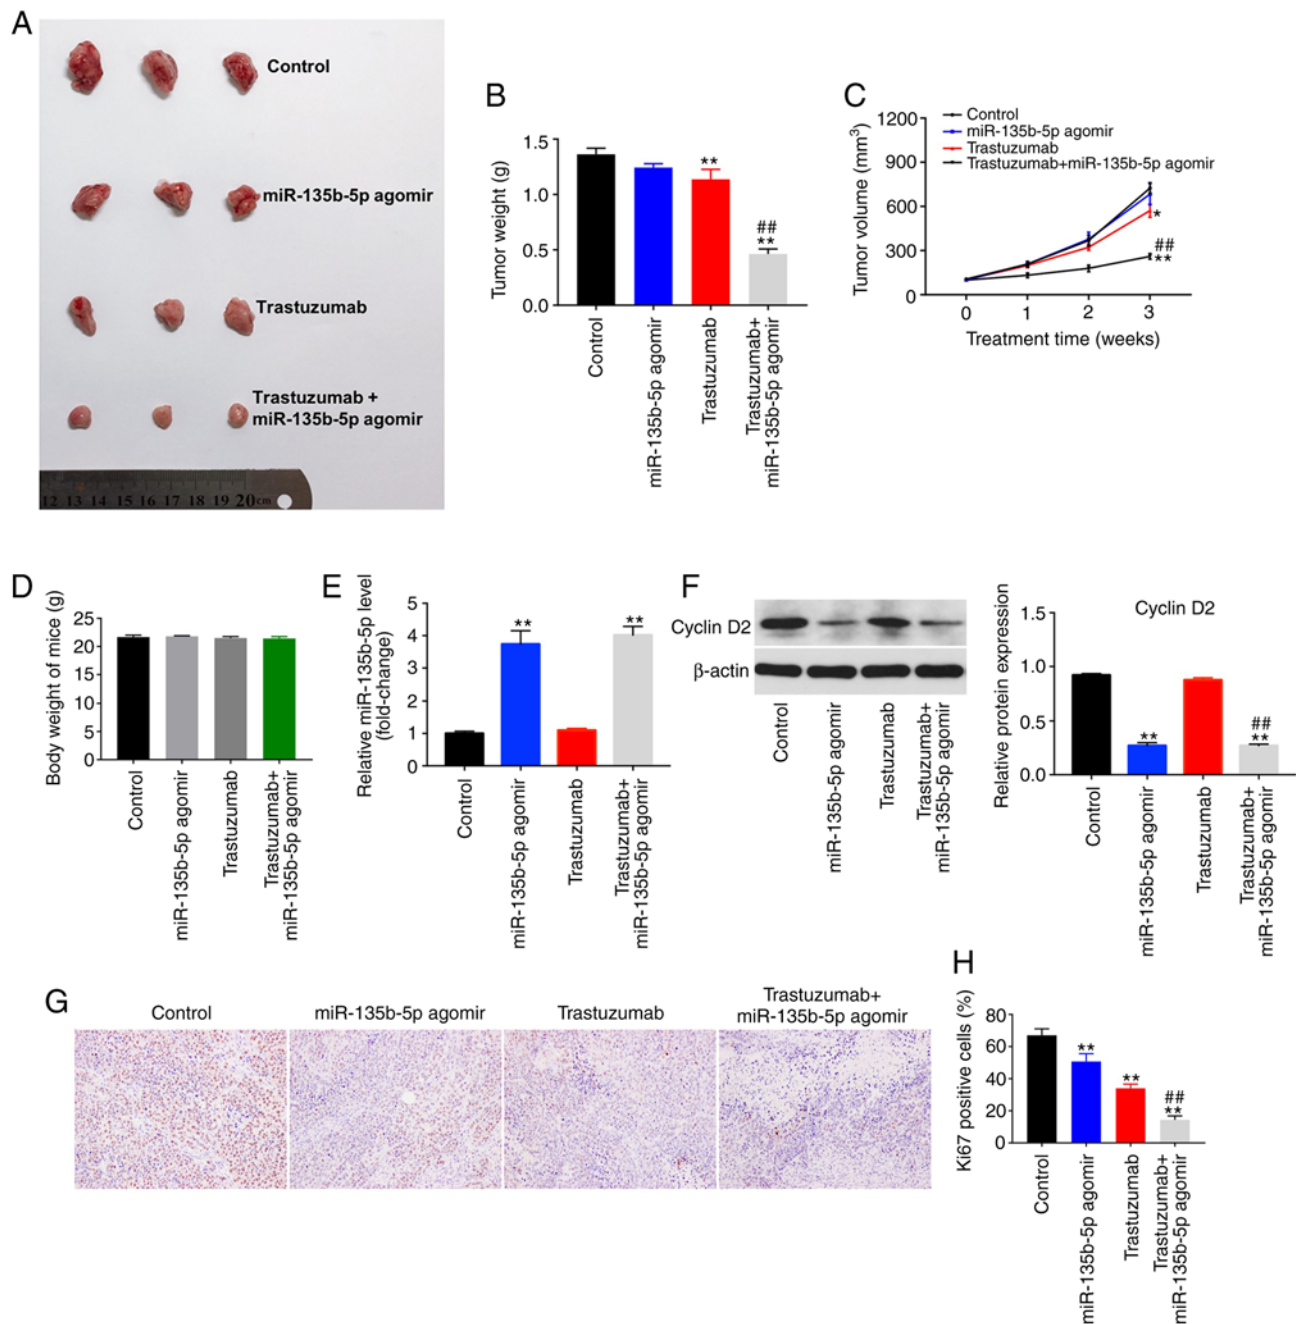 A
Control
miR-135b-5p agomir
Trastuzumab
Trastuzumab +
miR-135b-5p agomir
12 13 14 15 16 17 18 19 20cm
B
Tumor weight (g)
1.5
1.0
0.5
0.0
**
##
**
Control
miR-135b-5p agomir
Trastuzumab
Trastuzumab+
miR-135b-5p agomir
C
Tumor volume (mm³)
1200
900
600
300
0
Control
miR-135b-5p agomir
Trastuzumab
Trastuzumab+miR-135b-5p agomir
*
##
**
0 1 2 3
Treatment time (weeks)
D
Body weight of mice (g)
25
20
15
10
5
0
Control
miR-135b-5p agomir
Trastuzumab
Trastuzumab+
miR-135b-5p agomir
E
Relative miR-135b-5p level
(fold-change)
5
4
3
2
1
0
**
**
Control
miR-135b-5p agomir
Trastuzumab
Trastuzumab+
miR-135b-5p agomir
F
Cyclin D2
β-actin
Control
miR-135b-5p agomir
Trastuzumab
Trastuzumab+
miR-135b-5p agomir
Cyclin D2
Relative protein expression
1.5
1.0
0.5
0.0
**
##
**
Control
miR-135b-5p agomir
Trastuzumab
Trastuzumab+
miR-135b-5p agomir
G
Control
miR-135b-5p agomir
Trastuzumab
Trastuzumab+
miR-135b-5p agomir
H
Ki67 positive cells (%)
80
60
40
20
0
**
**
##
**
Control
miR-135b-5p agomir
Trastuzumab
Trastuzumab+
miR-135b-5p agomir